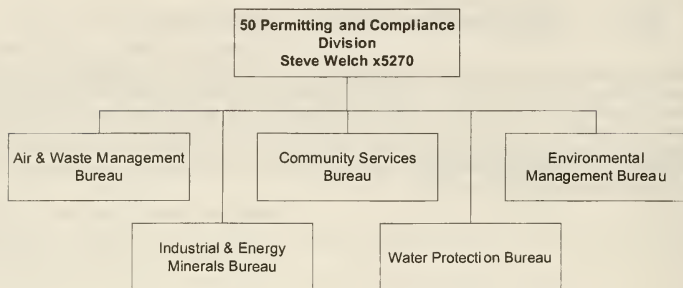 50 Permitting and Compliance
Division
Steve Welch x5270
Air & Waste Management
Bureau
Community Services
Bureau
Environmental
Management Bureau
Industrial & Energy
Minerals Bureau
Water Protection Bureau